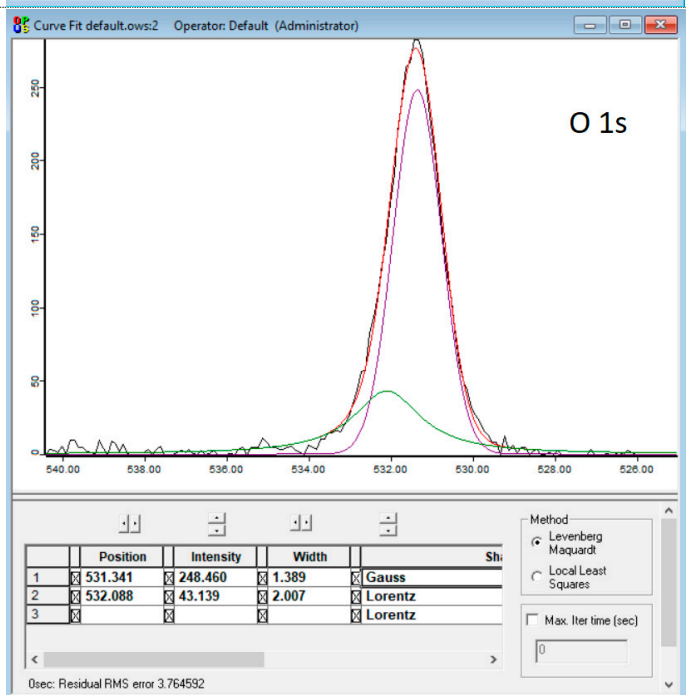 Curve Fit default.ows:2 Operator: Default (Administrator)
O 1s
250
200
150
100
50
0
540.00 538.00 536.00 534.00 532.00 530.00 528.00 526.00
Position Intensity Width Sha
1 531.341 248.460 1.389 Gauss
2 532.088 43.139 2.007 Lorentz
3 Lorentz
Method
Levenberg
Maquardt
Local Least
Squares
Max. Iter time (sec)
0
0sec: Residual RMS error 3.764592